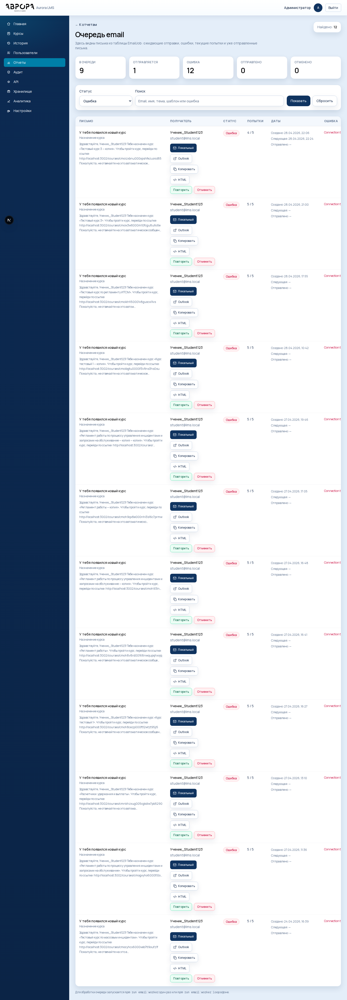 АВРОРА
Aurora LMS
Администратор
А
Выйти
Главная
Курсы
История
Пользователи
Отчеты
Аудит
API
Хранилище
Аналитика
Настройки
← К отчетам
Найдено: 12
Очередь email
Здесь видны письма из таблицы EmailJob: ожидающие отправки, ошибки, текущие попытки и уже отправленные
письма.
В ОЧЕРЕДИ
9
ОТПРАВЛЯЕТСЯ
1
ОШИБКА
12
ОТПРАВЛЕНО
0
ОТМЕНЕНО
0
Статус
Поиск
Ошибка
Email, имя, тема, шаблон или ошибка
Показать
Сбросить
ПИСЬМО ПОЛУЧАТЕЛЬ СТАТУС ПОПЫТКИ ДАТЫ ОШИБКА
У тебя появился новый курс
Назначение курса
Здравствуйте, Ученик_Student123! Тебе назначен курс
«Тестовый курс 3 — копия». Чтобы пройти курс, перейди по
ссылке:
http://localhost:3002/courses/cmoizxbnu000opshfezus4d85
Пожалуйста, не отвечайте на это автоматическое…
Ученик_Student123
student@lms.local
Локальный
Outlook
Копировать
HTML
Повторить Отменить
Ошибка
4 / 5
Создано: 28.04.2026, 22:06
Следующая: 28.04.2026, 22:24
Отправлено: —
Connection t
У тебя появился новый курс
Назначение курса
Здравствуйте, Ученик_Student123! Тебе назначен курс
«Тестовый курс 3». Чтобы пройти курс, перейди по ссылке:
http://localhost:3002/courses/cmoix3wtl000m10fcgu8u6o5e
Пожалуйста, не отвечайте на это автоматическое сообщен…
Ученик_Student123
student@lms.local
Локальный
Outlook
Копировать
HTML
Повторить Отменить
Ошибка
5 / 5
Создано: 28.04.2026, 21:00
Следующая: —
Отправлено: —
Connection t
У тебя появился новый курс
Назначение курса
Здравствуйте, Ученик_Student123! Тебе назначен курс
«Тестовый курс по регламенту ИТСМ». Чтобы пройти курс,
перейди по ссылке:
http://localhost:3002/courses/cmoikhfi50001v8guocxi1lvs
Пожалуйста, не отвечайте на это автом…
Ученик_Student123
student@lms.local
Локальный
Outlook
Копировать
HTML
Повторить Отменить
Ошибка
5 / 5
Создано: 28.04.2026, 17:55
Следующая: —
Отправлено: —
Connection t
У тебя появился новый курс
Назначение курса
Здравствуйте, Ученик_Student123! Тебе назначен курс «Курс
тестовый 1 — копия». Чтобы пройти курс, перейди по ссылке:
http://localhost:3002/courses/cmoibgtu0000f3v1tns3hs0su
Пожалуйста, не отвечайте на это автоматическое…
Ученик_Student123
student@lms.local
Локальный
Outlook
Копировать
HTML
Повторить Отменить
Ошибка
5 / 5
Создано: 28.04.2026, 10:42
Следующая: —
Отправлено: —
Connection t
У тебя появился новый курс
Назначение курса
Здравствуйте, Ученик_Student123! Тебе назначен курс
«Регламент работы по процессу управления инцидентами и
запросами на обслуживание — копия — копия». Чтобы пройти
курс, перейди по ссылке: http://localhost:3002/courses/…
Ученик_Student123
student@lms.local
Локальный
Outlook
Копировать
HTML
Повторить Отменить
Ошибка
5 / 5
Создано: 27.04.2026, 19:46
Следующая: —
Отправлено: —
Connection t
У тебя появился новый курс
Назначение курса
Здравствуйте, Ученик_Student123! Тебе назначен курс
«Регламент работы — копия». Чтобы пройти курс, перейди по
ссылке:
http://localhost:3002/courses/cmoh9qx8e000nhl3s16c7prmw
Пожалуйста, не отвечайте на это автоматическо…
Ученик_Student123
student@lms.local
Локальный
Outlook
Копировать
HTML
Повторить Отменить
Ошибка
5 / 5
Создано: 27.04.2026, 17:05
Следующая: —
Отправлено: —
Connection t
У тебя появился новый курс
Назначение курса
Здравствуйте, Ученик_Student123! Тебе назначен курс
«Регламент работы по процессу управления инцидентами и
запросами на обслуживание — копия». Чтобы пройти курс,
перейди по ссылке: http://localhost:3002/courses/cmoh93ln…
Ученик_Student123
student@lms.local
Локальный
Outlook
Копировать
HTML
Повторить Отменить
Ошибка
5 / 5
Создано: 27.04.2026, 16:48
Следующая: —
Отправлено: —
Connection t
У тебя появился новый курс
Назначение курса
Здравствуйте, Ученик_Student123! Тебе назначен курс
«Регламент работы». Чтобы пройти курс, перейди по ссылке:
http://localhost:3002/courses/cmoh8v8rd00168nwqupqhxxjq
Пожалуйста, не отвечайте на это автоматическое сообще…
Ученик_Student123
student@lms.local
Локальный
Outlook
Копировать
HTML
Повторить Отменить
Ошибка
5 / 5
Создано: 27.04.2026, 16:41
Следующая: —
Отправлено: —
Connection t
У тебя появился новый курс
Назначение курса
Здравствуйте, Ученик_Student123! Тебе назначен курс «Курс
тестовый 1». Чтобы пройти курс, перейди по ссылке:
http://localhost:3002/courses/cmoh8cezp000ft12wtzt95jl5
Пожалуйста, не отвечайте на это автоматическое сообщен…
Ученик_Student123
student@lms.local
Локальный
Outlook
Копировать
HTML
Повторить Отменить
Ошибка
5 / 5
Создано: 27.04.2026, 16:27
Следующая: —
Отправлено: —
Connection t
У тебя появился новый курс
Назначение курса
Здравствуйте, Ученик_Student123! Тебе назначен курс
«Расчетчики: удержания и выплаты». Чтобы пройти курс,
перейди по ссылке:
http://localhost:3002/courses/cmnkhzxug005cgkdiw7pb5290
Пожалуйста, не отвечайте на это автома…
Ученик_Student123
student@lms.local
Локальный
Outlook
Копировать
HTML
Повторить Отменить
Ошибка
5 / 5
Создано: 27.04.2026, 13:10
Следующая: —
Отправлено: —
Connection t
У тебя появился новый курс
Назначение курса
Здравствуйте, Ученик_Student123! Тебе назначен курс
«Регламент работы по процессу управления инцидентами и
запросами на обслуживание». Чтобы пройти курс, перейди
по ссылке: http://localhost:3002/courses/cmogxyho6000t10o…
Ученик_Student123
student@lms.local
Локальный
Outlook
Копировать
HTML
Повторить Отменить
Ошибка
5 / 5
Создано: 27.04.2026, 11:36
Следующая: —
Отправлено: —
Connection t
У тебя появился новый курс
Назначение курса
Здравствуйте, Ученик_Student123! Тебе назначен курс
«Тестовый курс по массовым инцидентам». Чтобы пройти
курс, перейди по ссылке:
http://localhost:3002/courses/cmocyhcx6000veb7tl9oufz1f
Пожалуйста, не отвечайте на это а…
Ученик_Student123
student@lms.local
Локальный
Outlook
Копировать
HTML
Повторить Отменить
Ошибка
5 / 5
Создано: 24.04.2026, 16:39
Следующая: —
Отправлено: —
Connection t
Для обработки очереди запускается npm run email:worker один раз или npm run email:worker:loop в фоне.